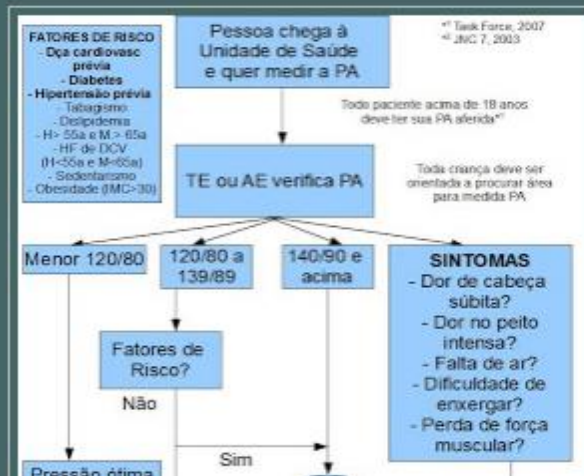 FATORES DE RISCO
- Dça cardiovasc
prévia
- Diabetes
- Hipertensão prévia
- Tabagismo
- Dislipidemia
- H> 55a e M > 65a
- HF de DCV
(H<55a e M<65a)
- Sedentarismo
- Obesidade (IMC>30)
Pessoa chega à
Unidade de Saúde
e quer medir a PA
*¹ Task Force, 2007
*² JNC 7, 2003
Todo paciente acima de 18 anos
deve ter sua PA aferida*¹
TE ou AE verifica PA
Toda criança deve ser
orientada a procurar área
para medida PA
Menor 120/80
120/80 a
139/89
140/90 e
acima
SINTOMAS
- Dor de cabeça
súbita?
- Dor no peito
intensa?
- Falta de ar?
- Dificuldade de
enxergar?
- Perda de força
muscular?
Fatores de
Risco?
Não
Sim
Pressão ótima